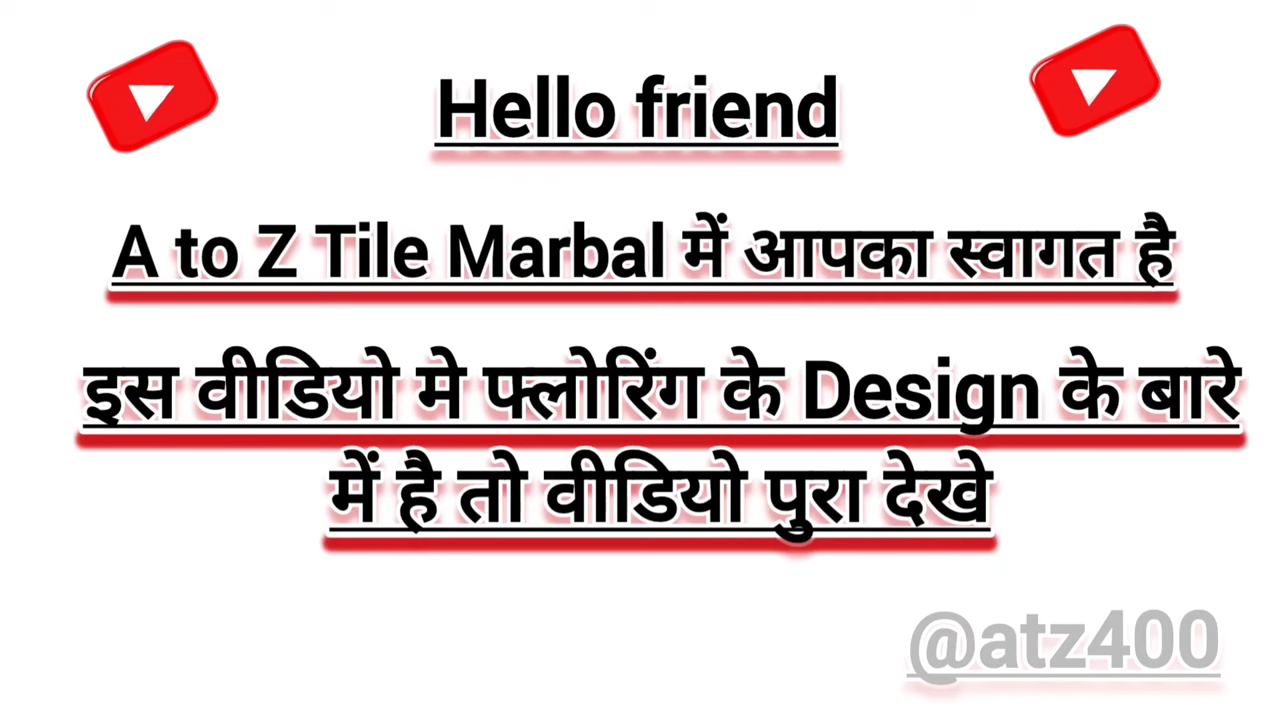 Hello friend
A to Z Tile Marbal में आपका स्वागत है
इस वीडियो मे फ्लोरिंग के Design के बारे
में है तो वीडियो पुरा देखे
@atz400